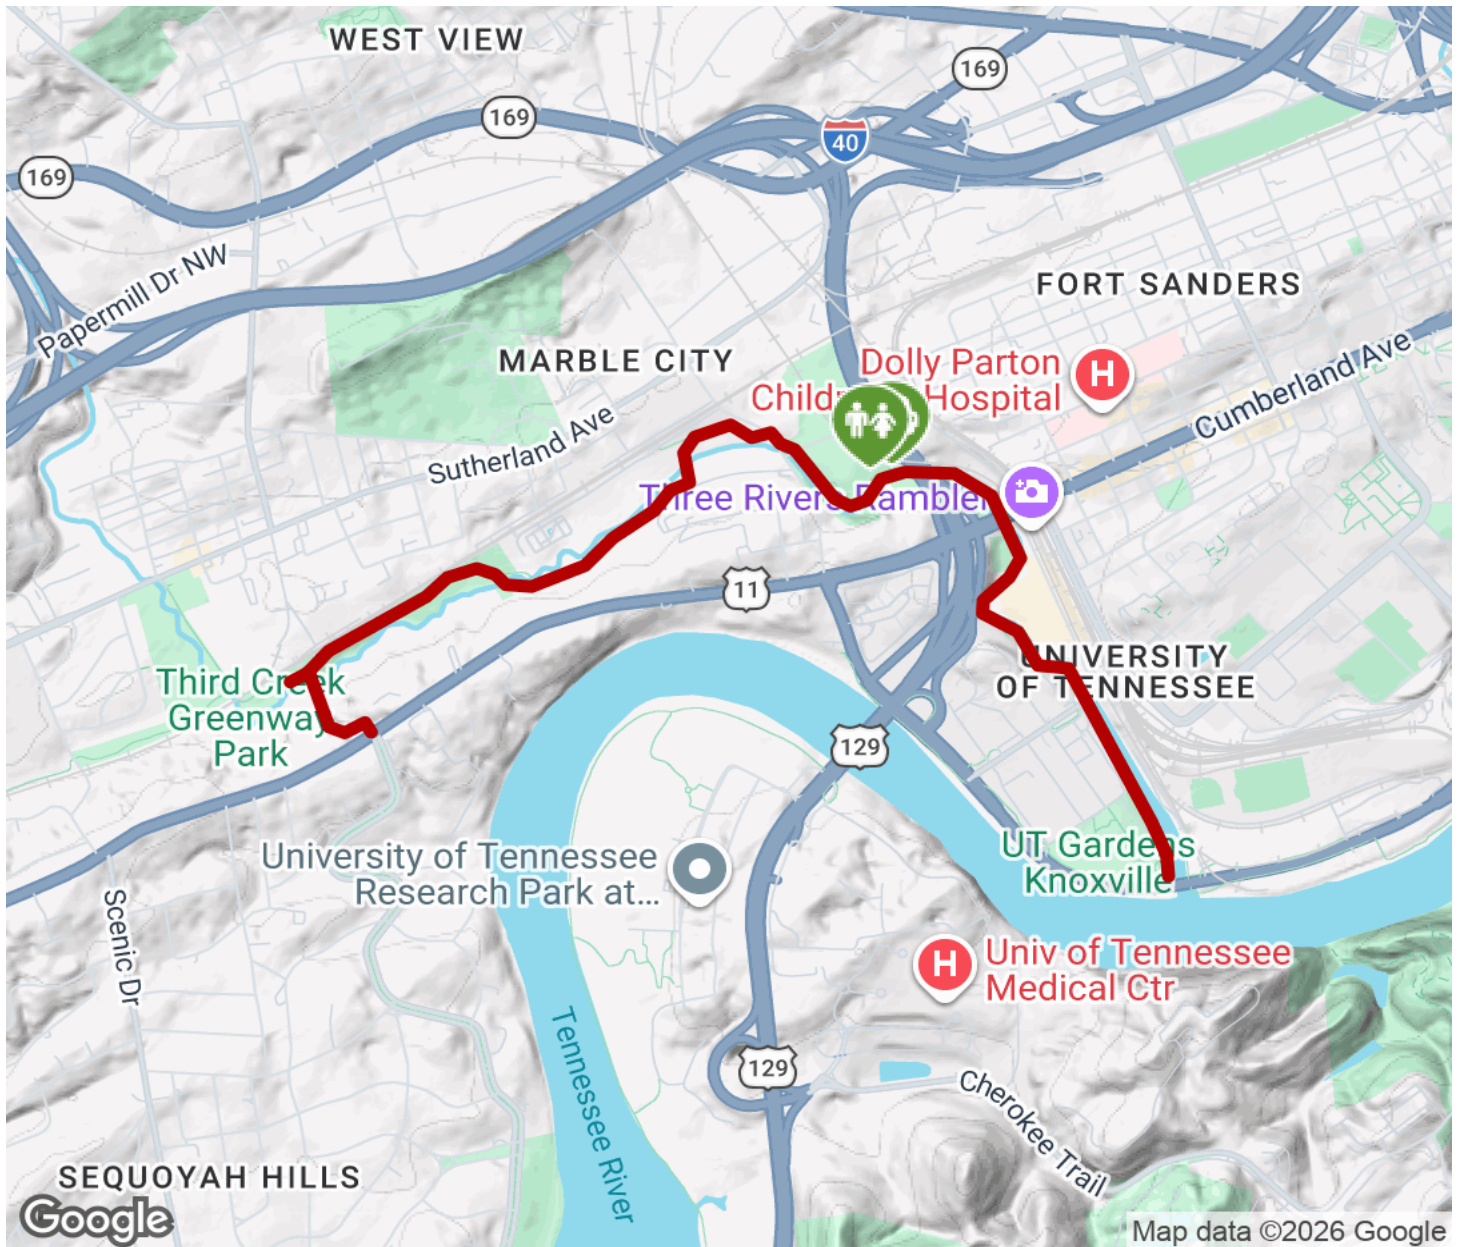 WEST VIEW
169
169
40
169
Papermill Dr NW
FORT SANDERS
MARBLE CITY
Dolly Parton
Hospital
Cumberland Ave
Sutherland Ave
Three Rivers Rambler
11
UNIVERSITY
OF TENNESSEE
Third Creek
Greenway
Park
129
UT Gardens
Knoxville
University of Tennessee
Research Park at...
Scenic Dr
Univ of Tennessee
Medical Ctr
Tennessee River
129
Cherokee Trail
SEQUOYAH HILLS
Google
Map data ©2026 Google
H
H